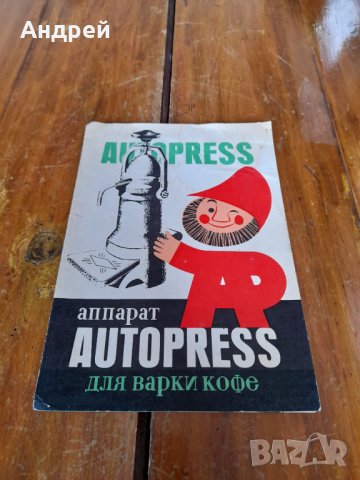 Андрей
AUTOPRESS
AP
аппарат
AUTOPRESS
для варки кофе
BAZAR